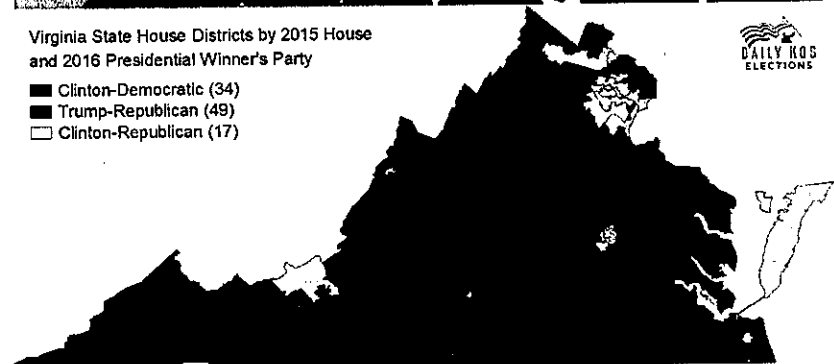 Virginia State House Districts by 2015 House
and 2016 Presidential Winner's Party
Clinton-Democratic (34)
Trump-Republican (49)
Clinton-Republican (17)
DAILY KOS
ELECTIONS